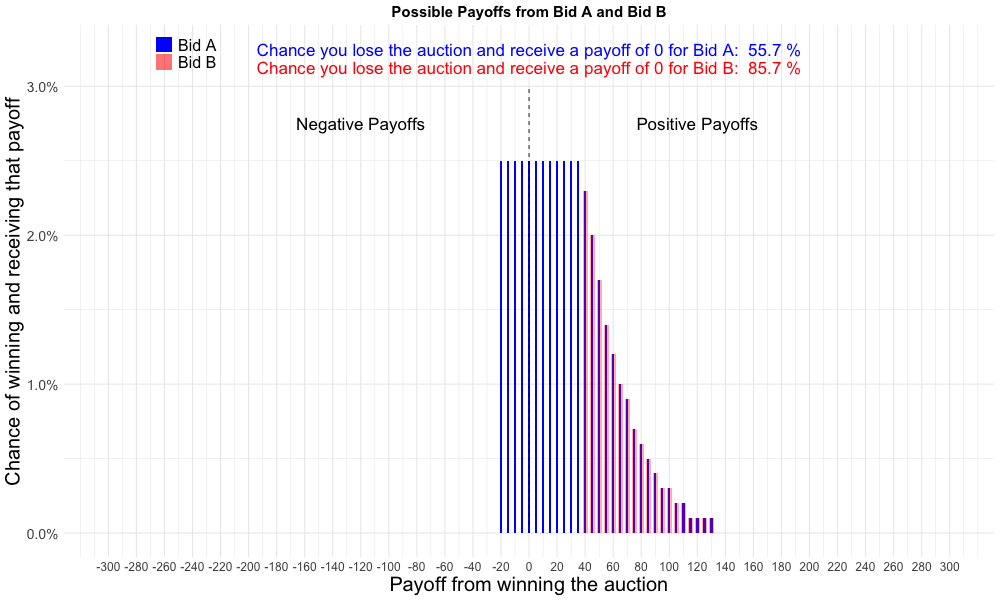 Possible Payoffs from Bid A and Bid B
Bid A
Bid B
Chance you lose the auction and receive a payoff of 0 for Bid A:  55.7 %
Chance you lose the auction and receive a payoff of 0 for Bid B:  85.7 %
Negative Payoffs
Positive Payoffs
Chance of winning and receiving that payoff
3.0%
2.0%
1.0%
0.0%
-300 -280 -260 -240 -220 -200 -180 -160 -140 -120 -100 -80 -60 -40 -20 0 20 40 60 80 100 120 140 160 180 200 220 240 260 280 300
Payoff from winning the auction